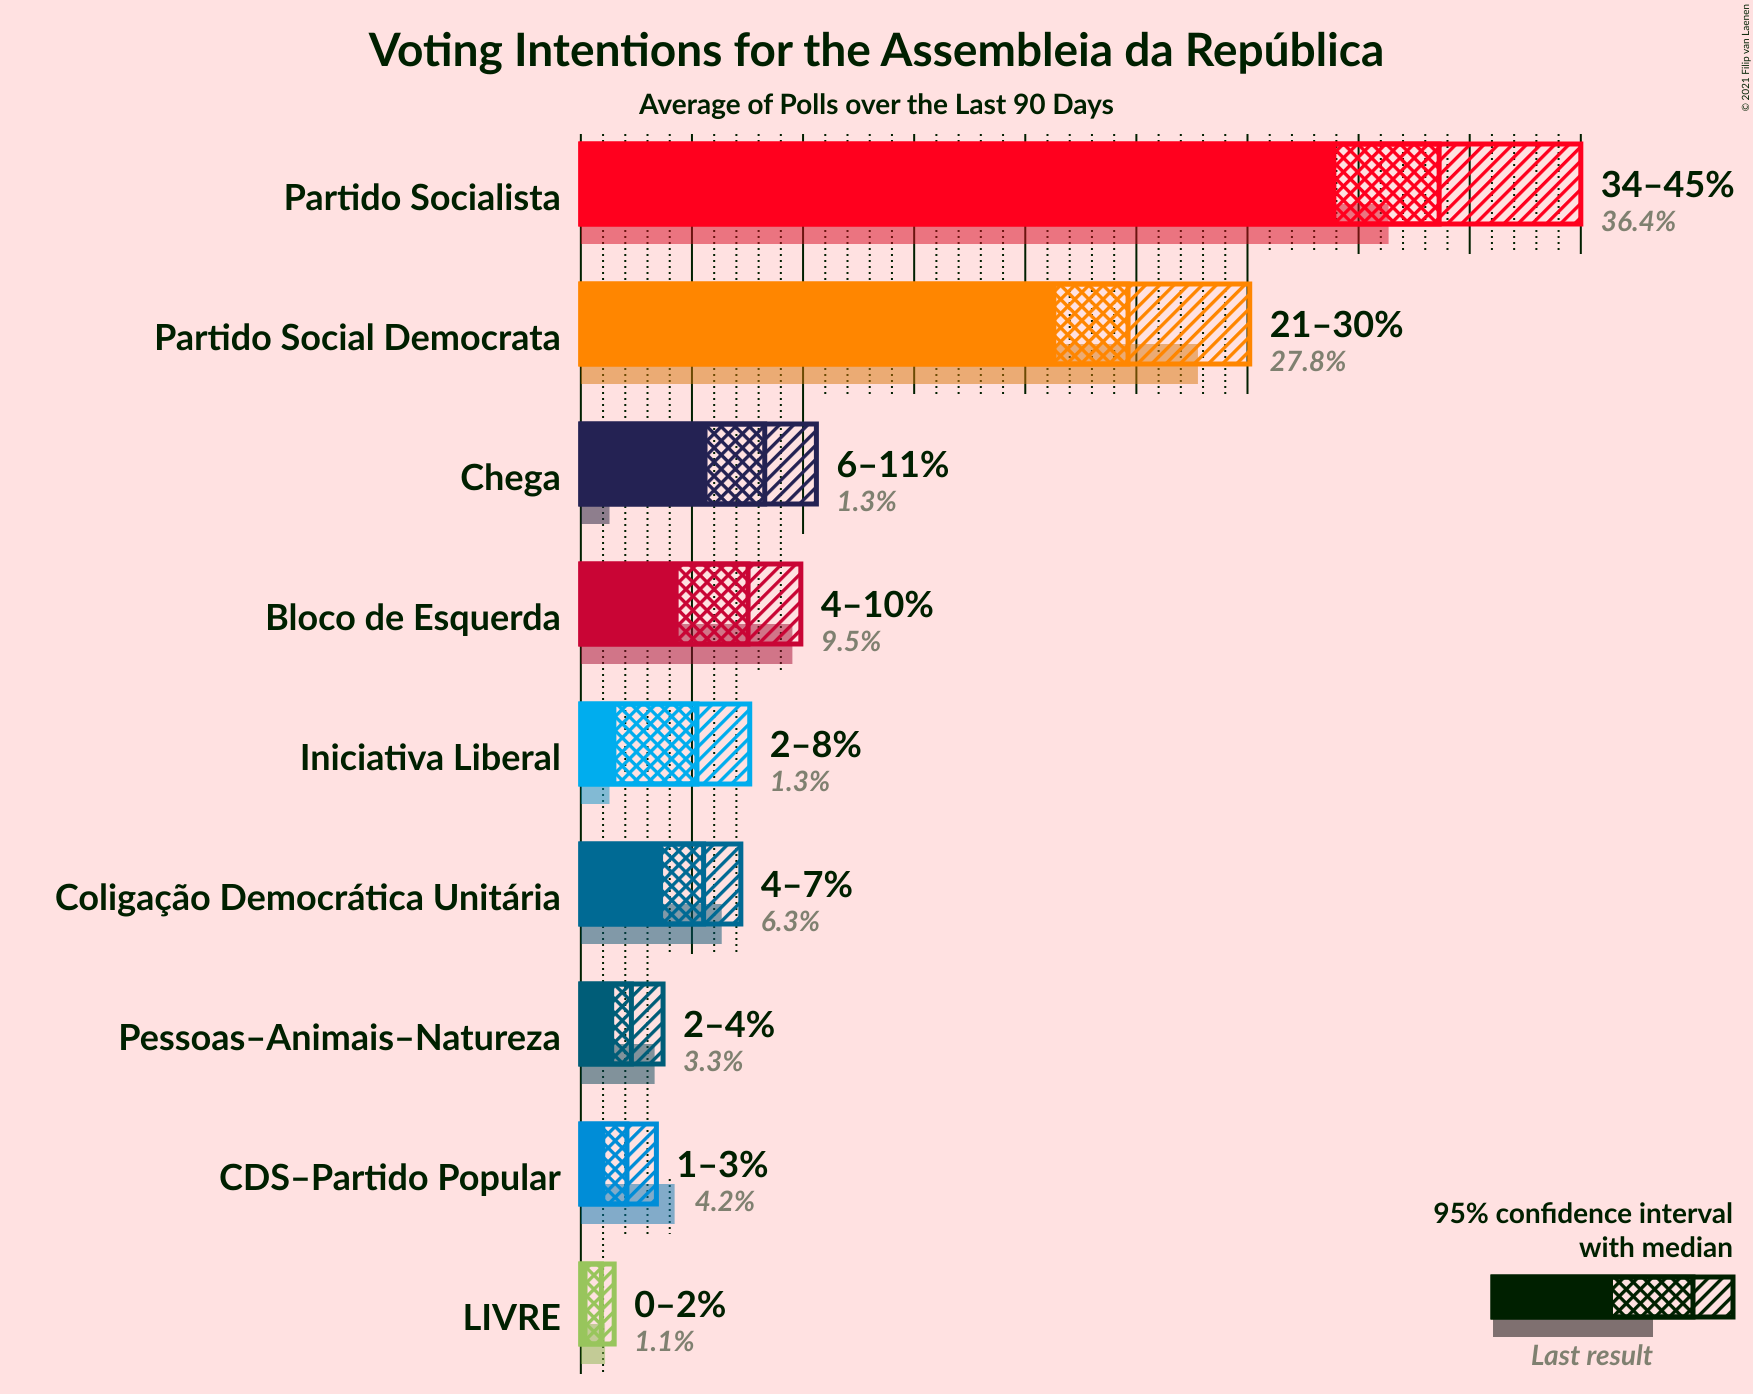 Voting Intentions for the Assembleia da República
Average of Polls over the Last 90 Days
© 2021 Filip van Laenen
Partido Socialista
34–45%
36.4%
Partido Social Democrata
21–30%
27.8%
Chega
6–11%
1.3%
Bloco de Esquerda
4–10%
9.5%
Iniciativa Liberal
2–8%
1.3%
Coligação Democrática Unitária
4–7%
6.3%
Pessoas–Animais–Natureza
2–4%
3.3%
CDS–Partido Popular
1–3%
4.2%
LIVRE
0–2%
1.1%
95% confidence interval
with median
Last result